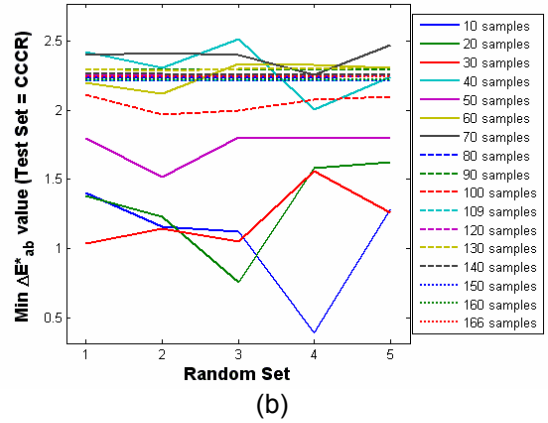 Min ΔE*ab value (Test Set = CCCR)
2.5
2
1.5
1
0.5
1 2 3 4 5
Random Set
10 samples
20 samples
30 samples
40 samples
50 samples
60 samples
70 samples
80 samples
90 samples
100 samples
109 samples
120 samples
130 samples
140 samples
150 samples
160 samples
166 samples
(b)